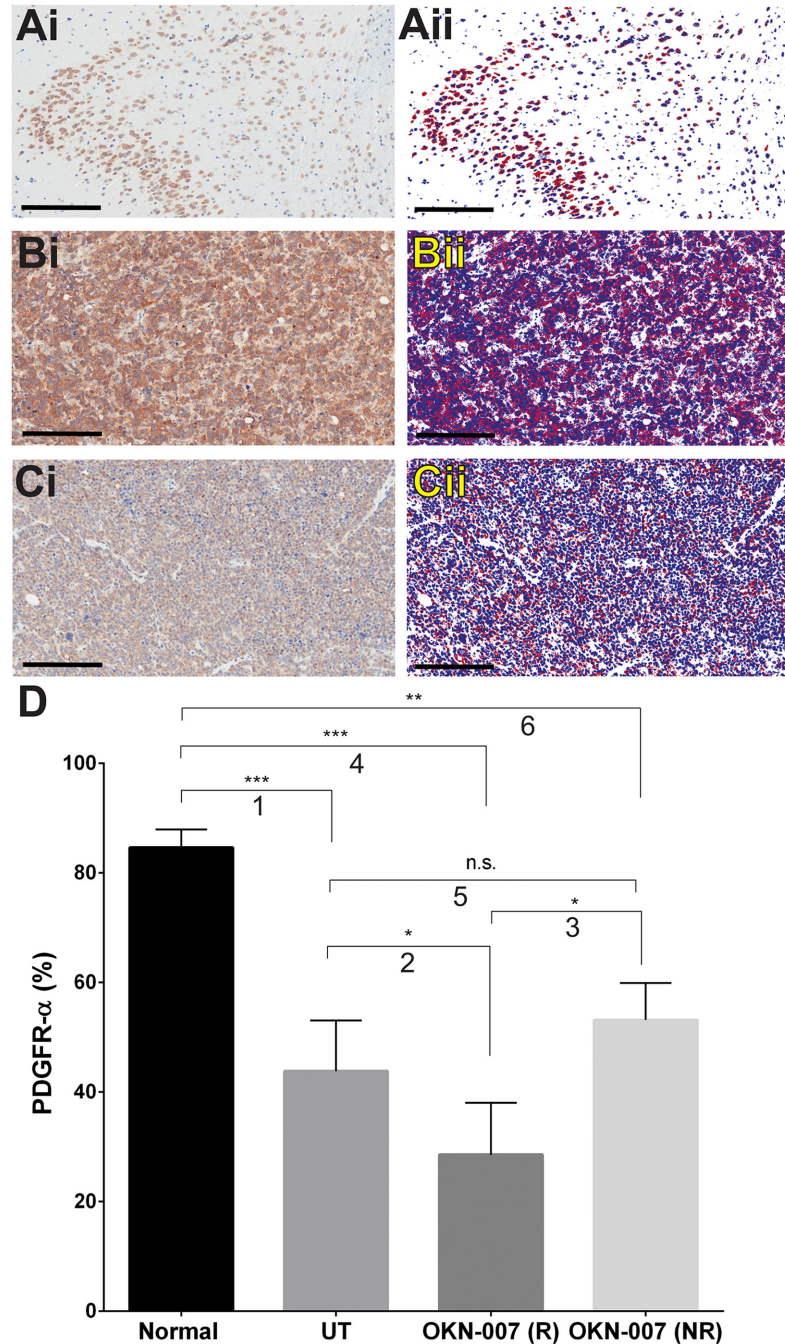 Ai
Aii
Bi
Bii
Ci
Cii
D
**
6
***
4
***
1
n.s.
5
*
3
*
2
100
80
60
40
20
0
PDGFR-α (%)
Normal UT OKN-007 (R) OKN-007 (NR)